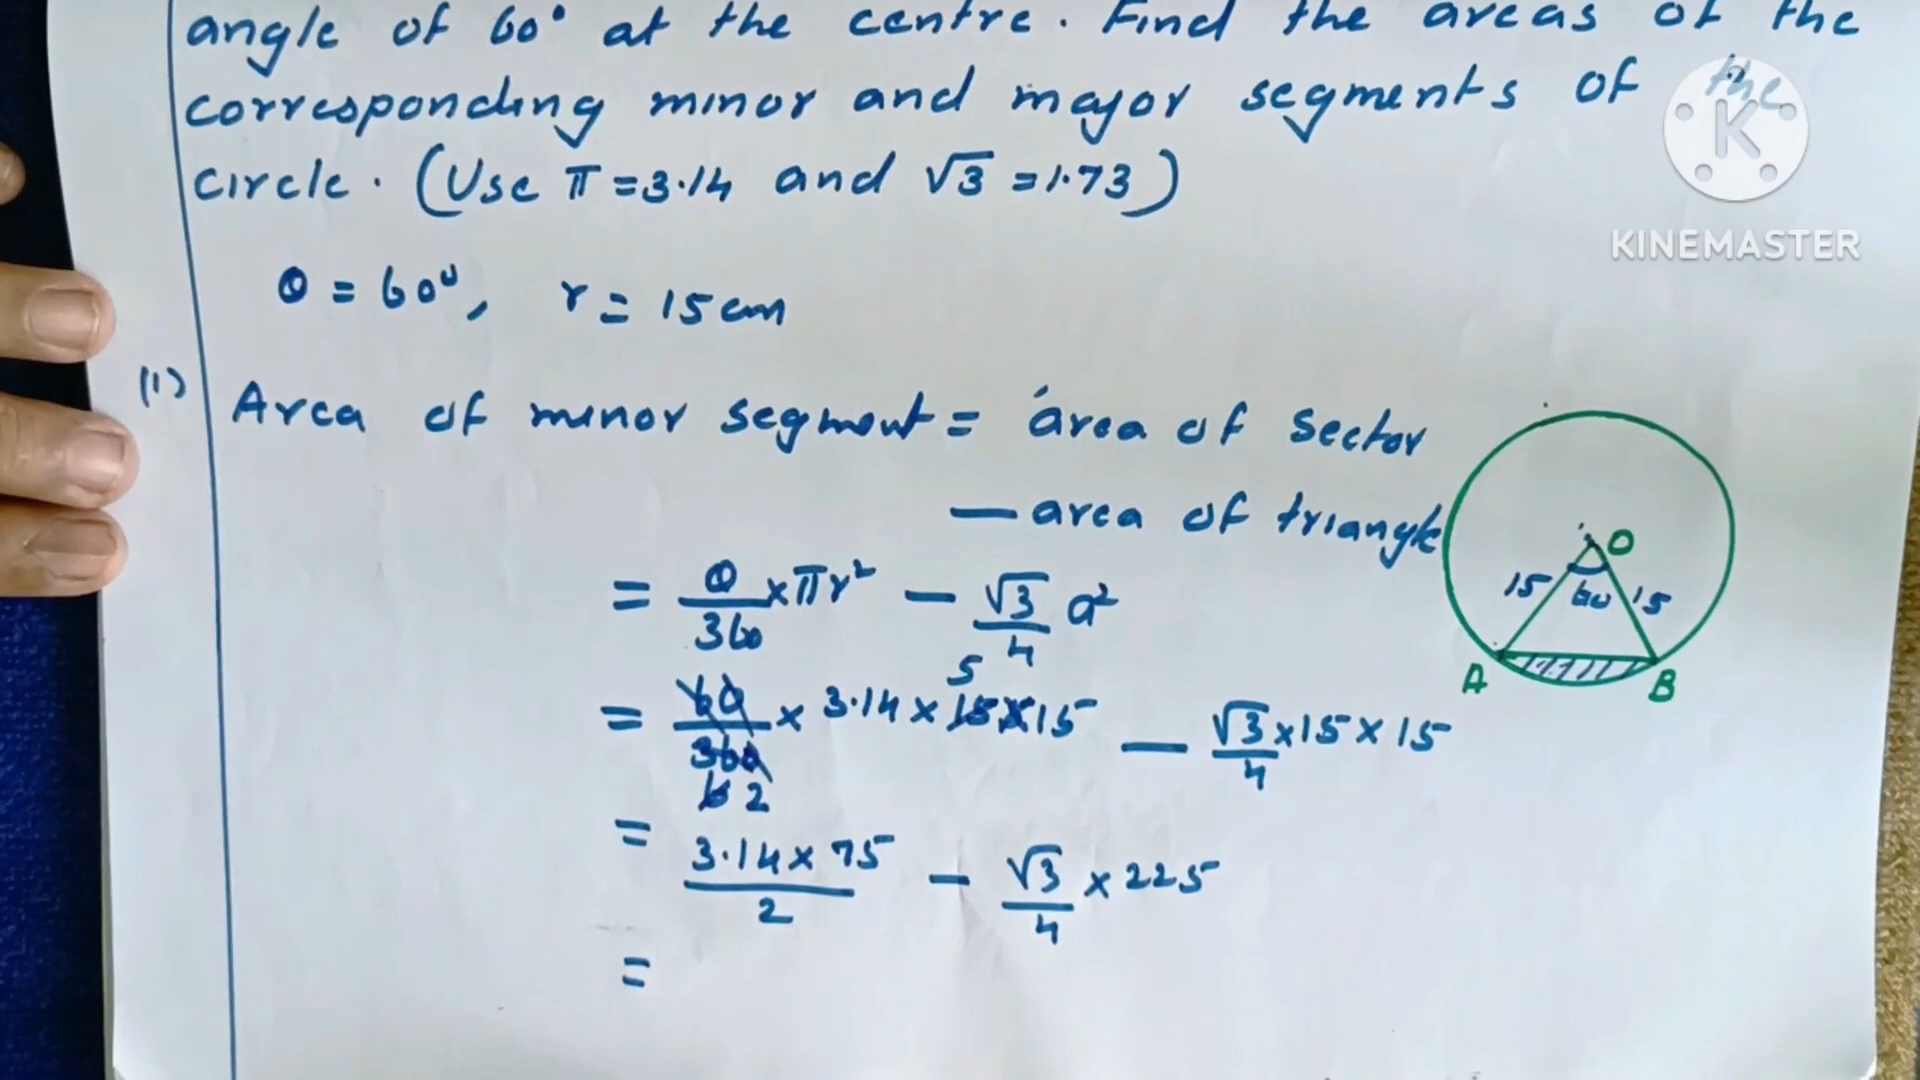 angle of 60° at the centre. Find the areas of the
corresponding minor and major segments of the
circle. (Use π = 3.14 and √3 = 1.73)
K
KINEMASTER
θ = 60°, r = 15 cm
(1) Area of minor segment = area of sector
— area of triangle
= θ/360 × πr² — √3/4 a²
= 60/360 × 3.14 × 15 × 15 — √3/4 × 15 × 15
5
6 2
= 3.14 × 75/2 — √3/4 × 225
=
O
15 60 15
A B